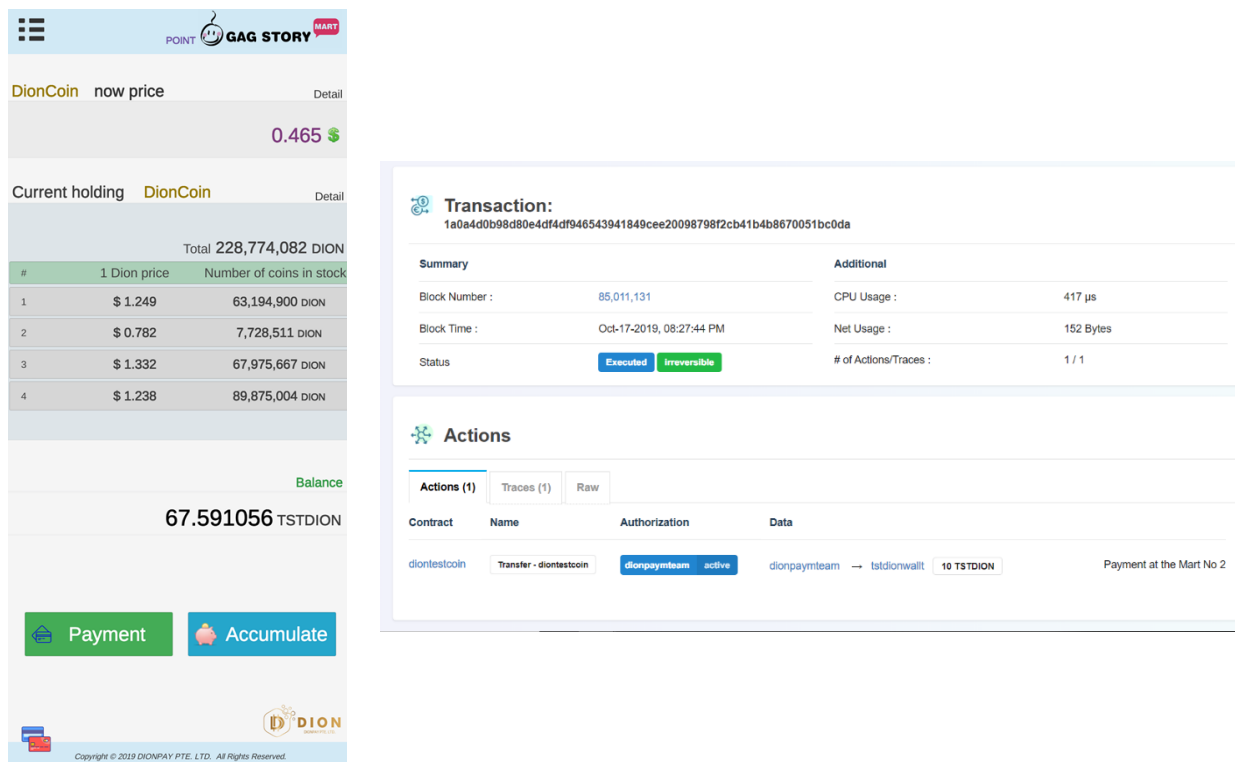 POINT GAG STORY MART
DionCoin now price Detail
0.465 $
Current holding DionCoin Detail
Total 228,774,082 DION
# 1 Dion price Number of coins in stock
1 $ 1.249 63,194,900 DION
2 $ 0.782 7,728,511 DION
3 $ 1.332 67,975,667 DION
4 $ 1.238 89,875,004 DION
Balance
67.591056 TSTDION
Payment Accumulate
DION
Copyright © 2019 DIONPAY PTE. LTD. All Rights Reserved.
Transaction:
1a0a4d0b98d80e4df4df946543941849cee20098798f2cb41b4b8670051bc0da
Summary
Block Number : 85,011,131
Block Time : Oct-17-2019, 08:27:44 PM
Status Executed Irreversible
Additional
CPU Usage : 417 µs
Net Usage : 152 Bytes
# of Actions/Traces : 1 / 1
Actions
Actions (1) Traces (1) Raw
Contract Name Authorization Data
diontestcoin Transfer - diontestcoin dionpaymteam active dionpaymteam → tstdionwallt 10 TSTDION Payment at the Mart No 2